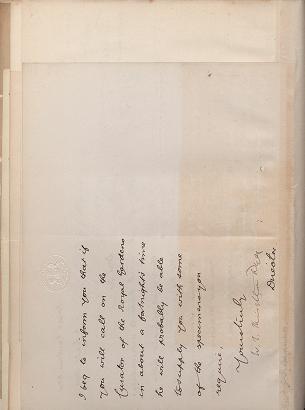 I beg to inform you that if
you will call on the
Curator of the Royal Gardens
in about a fortnight's time
he will probably be able
to supply you with some
of the specimens you
require.
Yours truly
W. T. Thiselton Dyer
Director